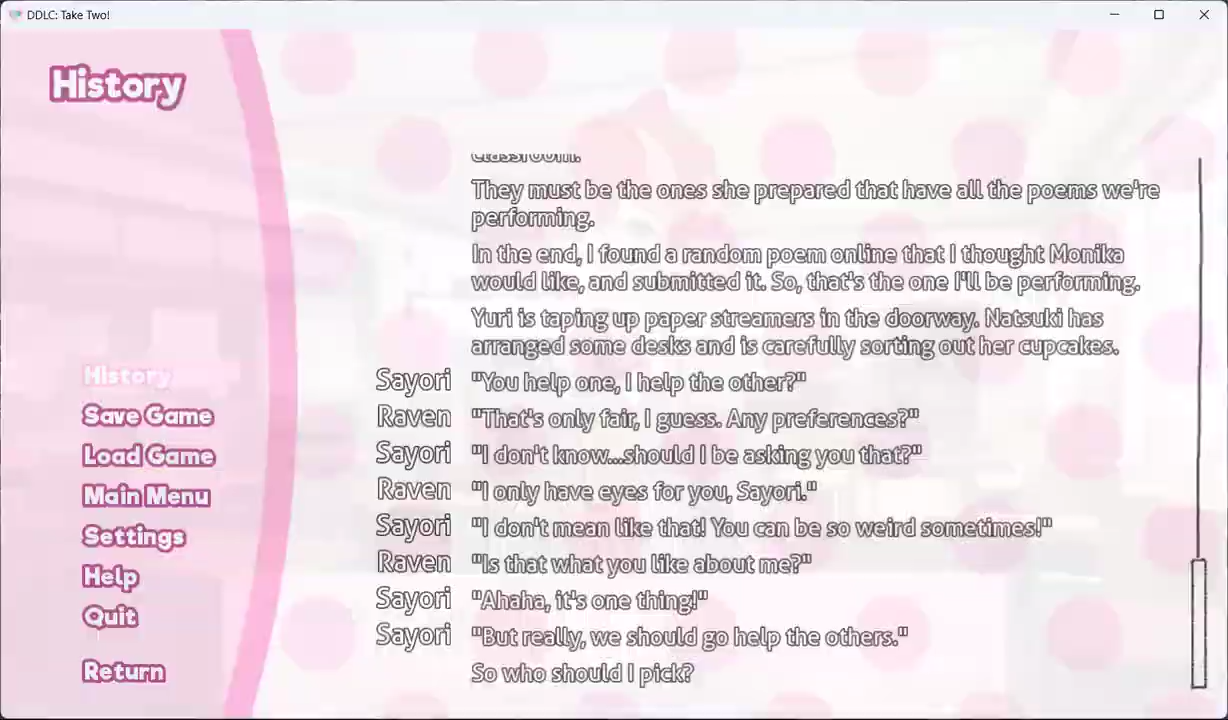 DDLC: Take Two!
History
classroom.
They must be the ones she prepared that have all the poems we're
performing.
In the end, I found a random poem online that I thought Monika
would like, and submitted it. So, that's the one I'll be performing.
Yuri is taping up paper streamers in the doorway. Natsuki has
arranged some desks and is carefully sorting out her cupcakes.
Sayori "You help one, I help the other?"
Raven "That's only fair, I guess. Any preferences?"
Sayori "I don't know...should I be asking you that?"
Raven "I only have eyes for you, Sayori."
Sayori "I don't mean like that! You can be so weird sometimes!"
Raven "Is that what you like about me?"
Sayori "Ahaha, it's one thing!"
Sayori "But really, we should go help the others."
So who should I pick?
History
Save Game
Load Game
Main Menu
Settings
Help
Quit
Return